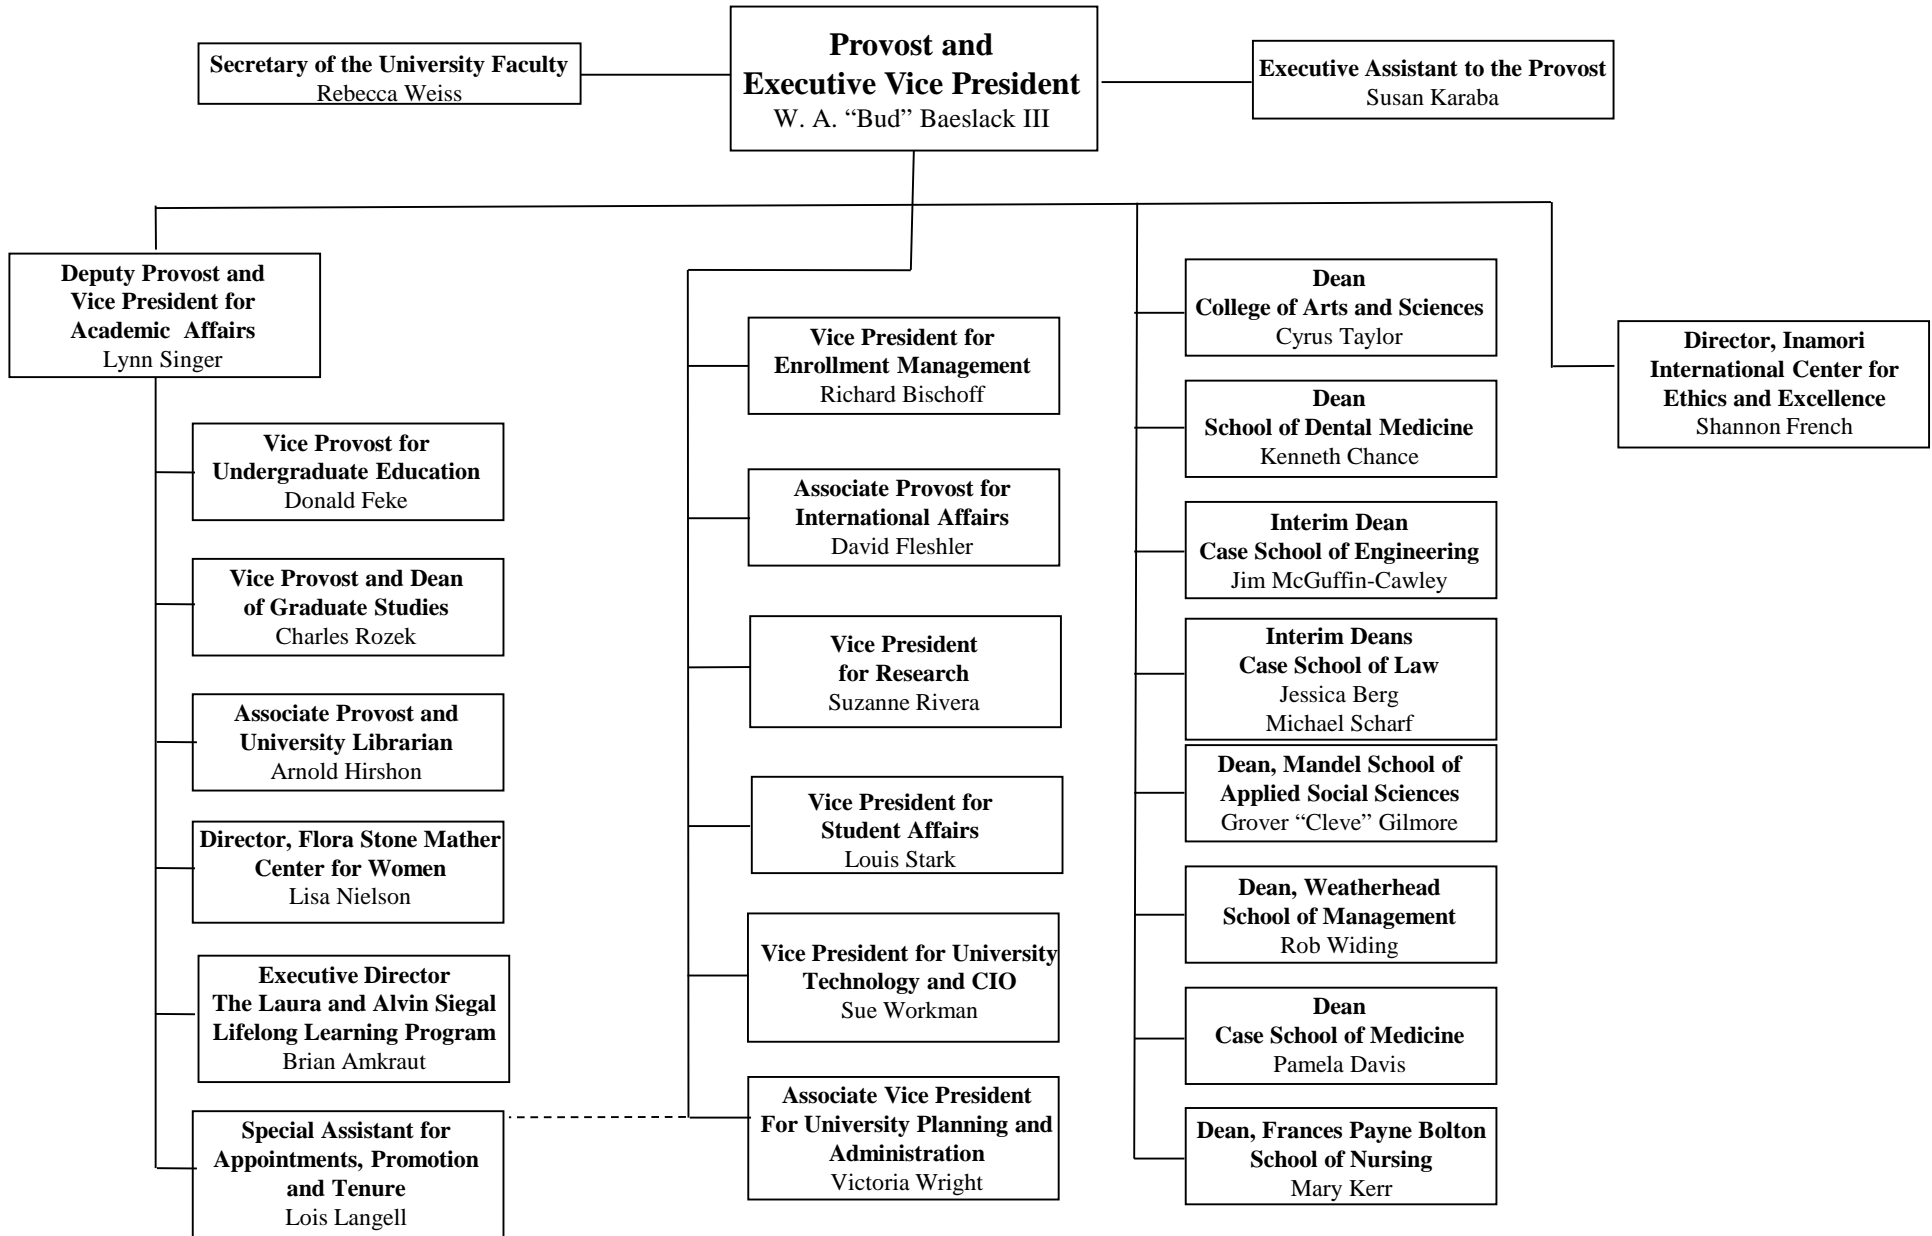 Provost and
Executive Vice President
W. A. “Bud” Baeslack III
Secretary of the University Faculty
Rebecca Weiss
Executive Assistant to the Provost
Susan Karaba
Deputy Provost and
Vice President for
Academic Affairs
Lynn Singer
Vice Provost for
Undergraduate Education
Donald Feke
Vice Provost and Dean
of Graduate Studies
Charles Rozek
Associate Provost and
University Librarian
Arnold Hirshon
Director, Flora Stone Mather
Center for Women
Lisa Nielson
Executive Director
The Laura and Alvin Siegal
Lifelong Learning Program
Brian Amkraut
Special Assistant for
Appointments, Promotion
and Tenure
Lois Langell
Vice President for
Enrollment Management
Richard Bischoff
Associate Provost for
International Affairs
David Fleshler
Vice President
for Research
Suzanne Rivera
Vice President for
Student Affairs
Louis Stark
Vice President for University
Technology and CIO
Sue Workman
Associate Vice President
For University Planning and
Administration
Victoria Wright
Dean
College of Arts and Sciences
Cyrus Taylor
Dean
School of Dental Medicine
Kenneth Chance
Interim Dean
Case School of Engineering
Jim McGuffin-Cawley
Interim Deans
Case School of Law
Jessica Berg
Michael Scharf
Dean, Mandel School of
Applied Social Sciences
Grover “Cleve” Gilmore
Dean, Weatherhead
School of Management
Rob Widing
Dean
Case School of Medicine
Pamela Davis
Dean, Frances Payne Bolton
School of Nursing
Mary Kerr
Director, Inamori
International Center for
Ethics and Excellence
Shannon French